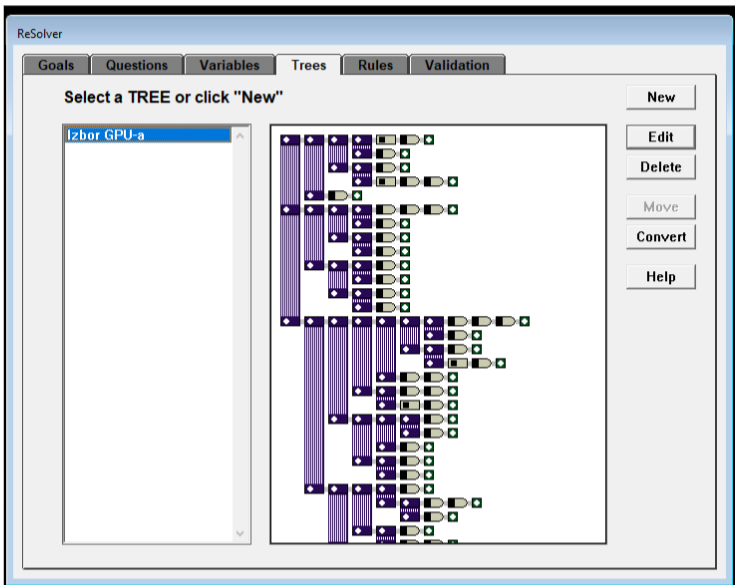 ReSolver
Goals Questions Variables Trees Rules Validation
Select a TREE or click "New"
New
Izbor GPU-a
Edit
Delete
Move
Convert
Help